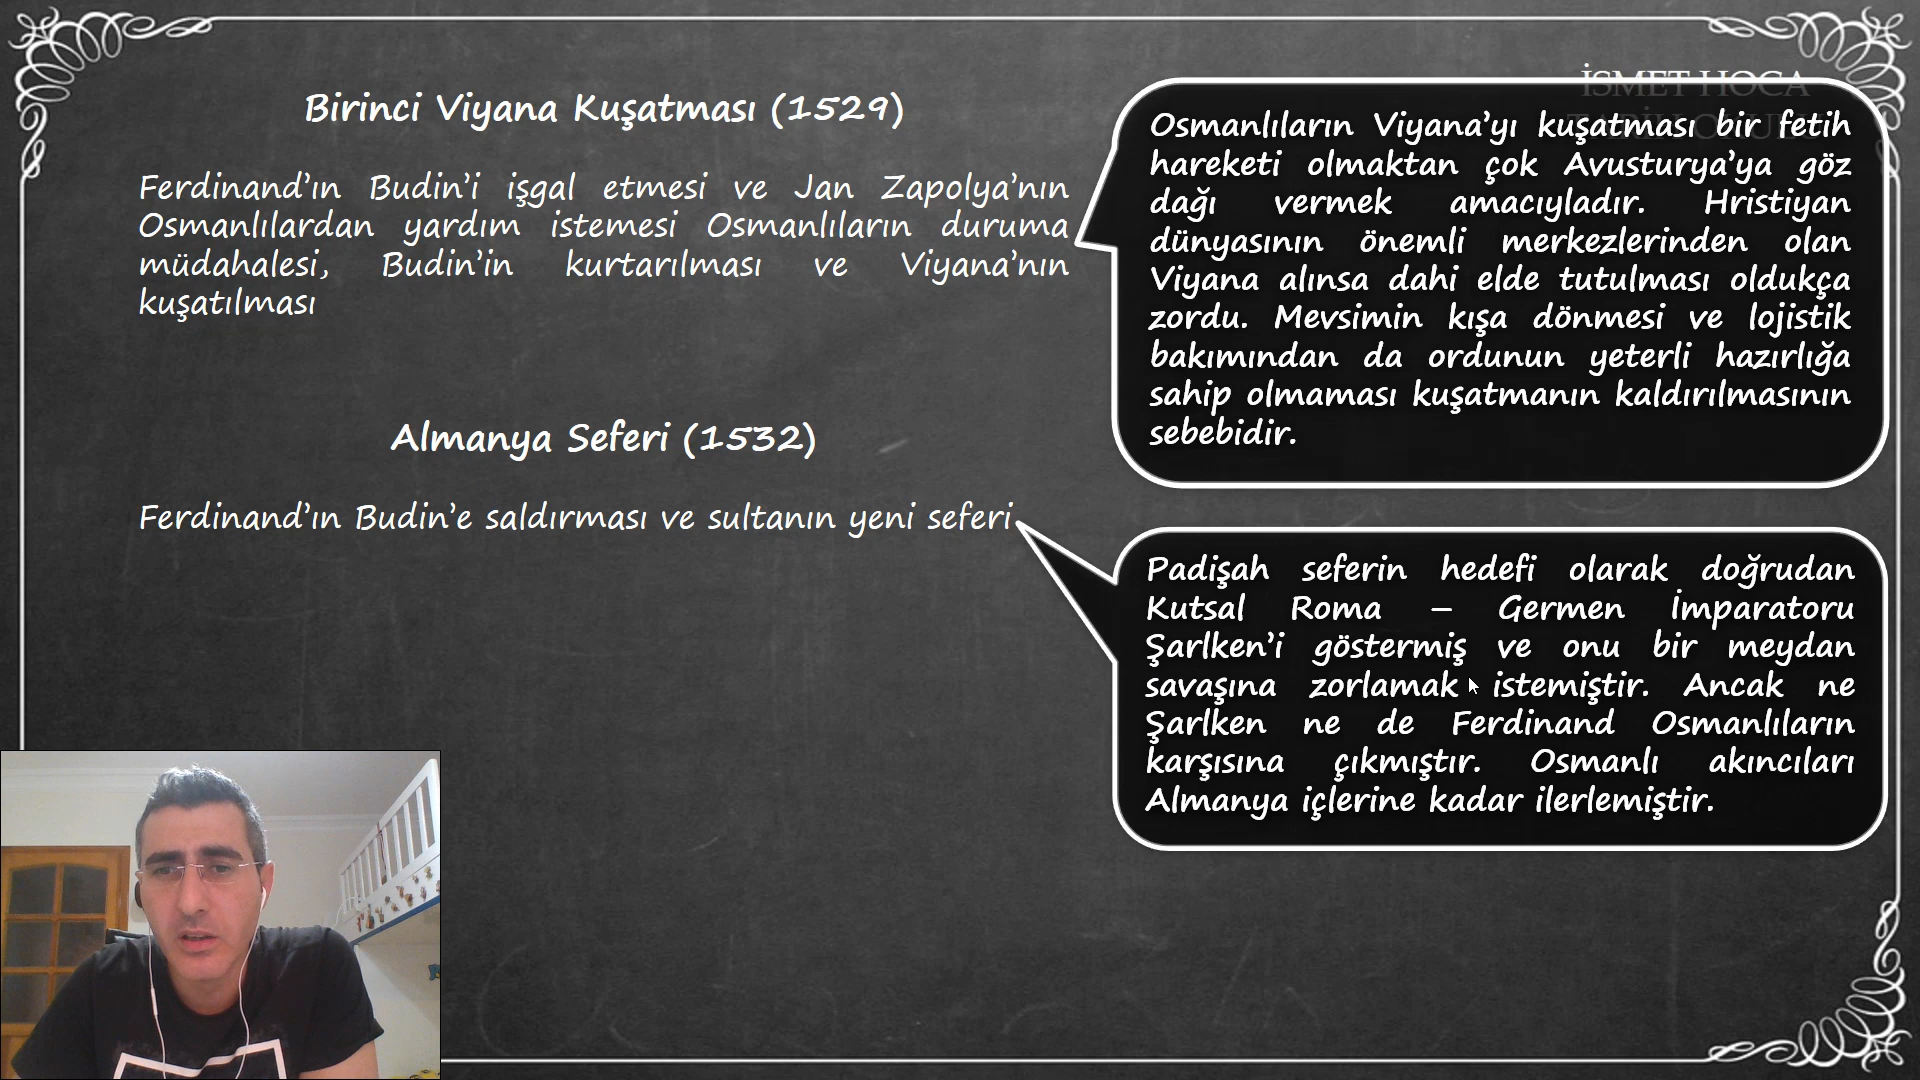 Birinci Viyana Kuşatması (1529)
Ferdinand’ın Budin’i işgal etmesi ve Jan Zapolya’nın
Osmanlılardan yardım istemesi Osmanlıların duruma
müdahalesi, Budin’in kurtarılması ve Viyana’nın
kuşatılması
Almanya Seferi (1532)
Ferdinand’ın Budin’e saldırması ve sultanın yeni seferi
İSMET HOCA
Osmanlıların Viyana’yı kuşatması bir fetih
hareketi olmaktan çok Avusturya’ya göz
dağı vermek amacıyladır. Hristiyan
dünyasının önemli merkezlerinden olan
Viyana alınsa dahi elde tutulması oldukça
zordu. Mevsimin kışa dönmesi ve lojistik
bakımından da ordunun yeterli hazırlığa
sahip olmaması kuşatmanın kaldırılmasının
sebebidir.
Padişah seferin hedefi olarak doğrudan
Kutsal Roma – Germen İmparatoru
Şarlken’i göstermiş ve onu bir meydan
savaşına zorlamak istemiştir. Ancak ne
Şarlken ne de Ferdinand Osmanlıların
karşısına çıkmıştır. Osmanlı akıncıları
Almanya içlerine kadar ilerlemiştir.